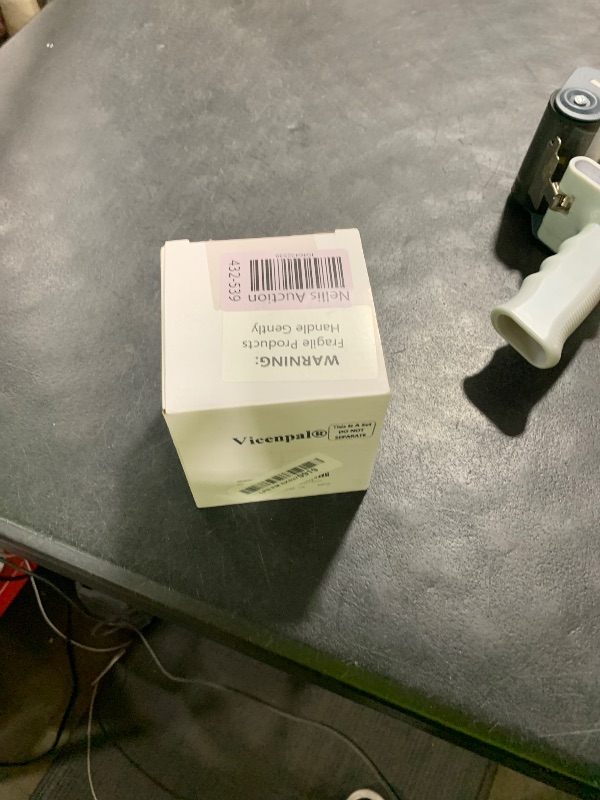 WARNING:
Fragile Products
Handle Gently
Nellis Auction
432-539
Vicenpal®
This Is A Set
DO NOT
SEPARATE